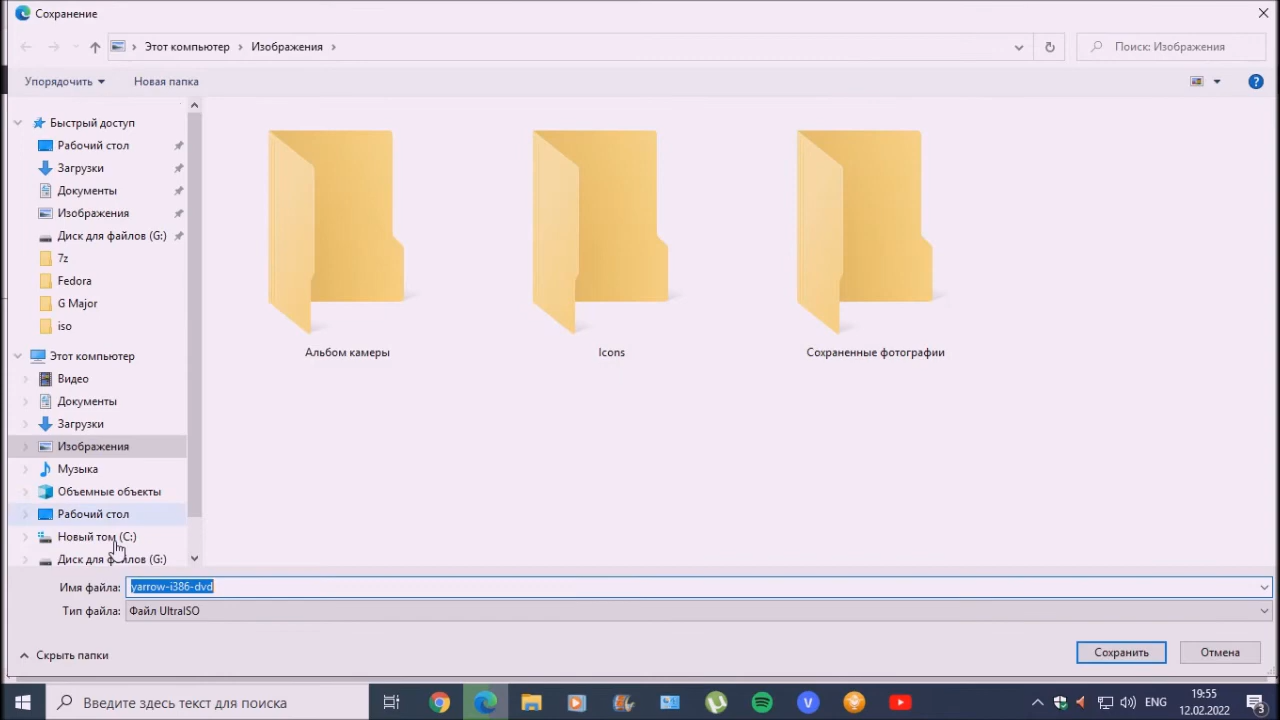 Сохранение
Этот компьютер
Изображения
Поиск: Изображения
Упорядочить
Новая папка
Быстрый доступ
Рабочий стол
Загрузки
Документы
Изображения
Диск для файлов (G:)
7z
Fedora
G Major
iso
Этот компьютер
Видео
Документы
Загрузки
Изображения
Музыка
Объемные объекты
Рабочий стол
Новый том (C:)
Диск для файлов (G:)
Альбом камеры
Icons
Сохраненные фотографии
Имя файла: yarrow-i386-dvd
Тип файла: Файл UltraISO
Скрыть папки
Сохранить
Отмена
Введите здесь текст для поиска
ENG
19:55
12.02.2022
3